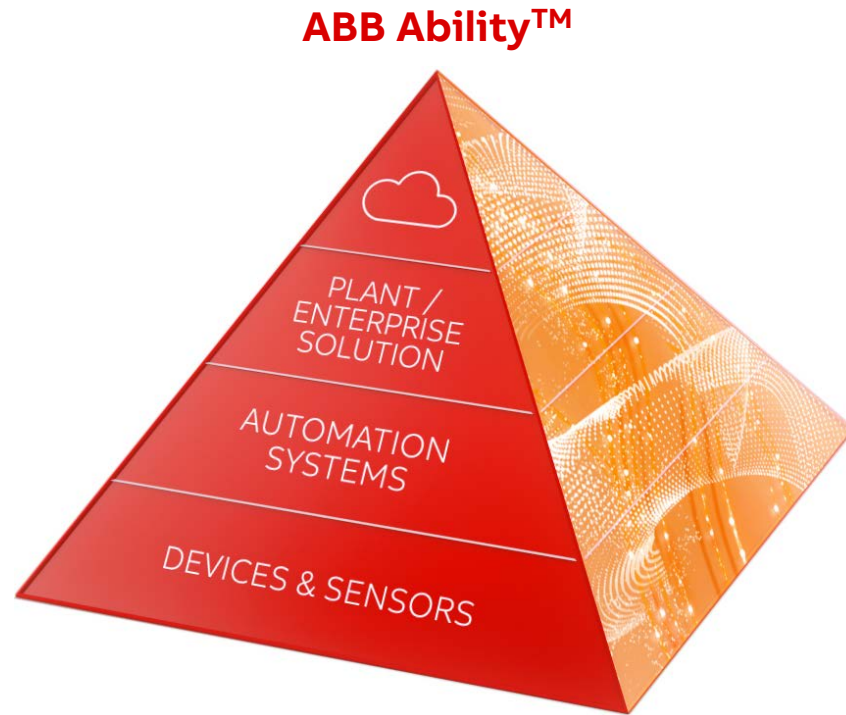 ABB Ability™
PLANT /
ENTERPRISE
SOLUTION
AUTOMATION
SYSTEMS
DEVICES & SENSORS